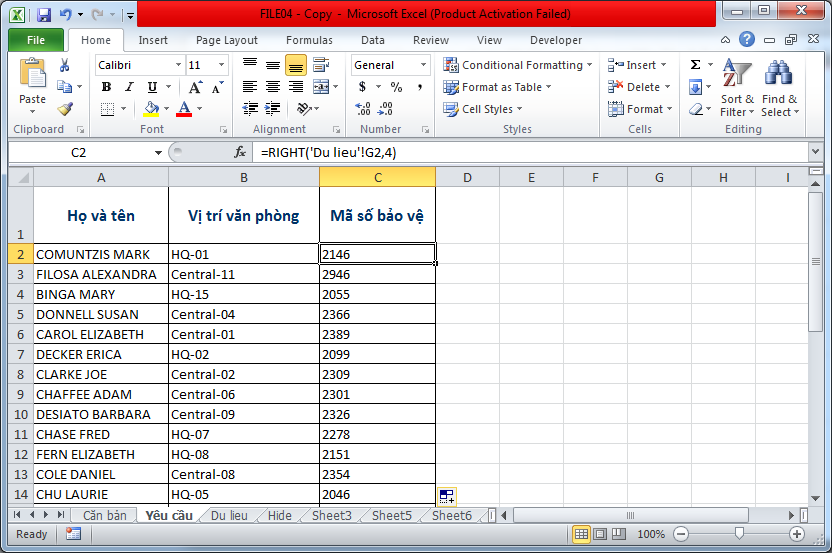 FILE04 - Copy - Microsoft Excel (Product Activation Failed)
File Home Insert Page Layout Formulas Data Review View Developer
Paste
Clipboard
Calibri 11
B I U
Font
Alignment
General
$ % ,
Number
Conditional Formatting
Format as Table
Cell Styles
Styles
Insert
Delete
Format
Cells
Σ
Sort & Filter
Find & Select
Editing
C2 fx =RIGHT('Du lieu'!G2,4)
A B C D E F G H I
1 Họ và tên Vị trí văn phòng Mã số bảo vệ
2 COMUNTZIS MARK HQ-01 2146
3 FILOSA ALEXANDRA Central-11 2946
4 BINGA MARY HQ-15 2055
5 DONNELL SUSAN Central-04 2366
6 CAROL ELIZABETH Central-01 2389
7 DECKER ERICA HQ-02 2099
8 CLARKE JOE Central-02 2309
9 CHAFFEE ADAM Central-06 2301
10 DESIATO BARBARA Central-09 2326
11 CHASE FRED HQ-07 2278
12 FERN ELIZABETH HQ-08 2151
13 COLE DANIEL Central-08 2354
14 CHU LAURIE HQ-05 2046
Căn bản Yêu cầu Du lieu Hide Sheet3 Sheet5 Sheet6
Ready 100%